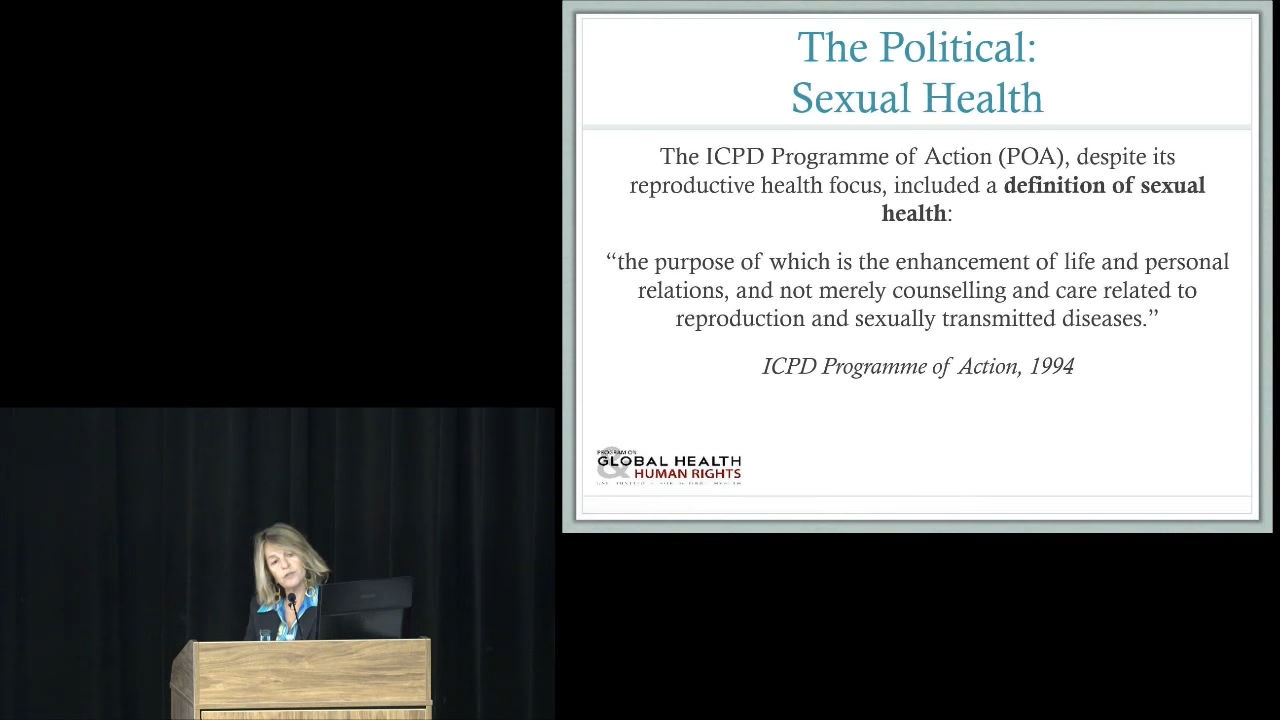 The Political:
Sexual Health
The ICPD Programme of Action (POA), despite its
reproductive health focus, included a definition of sexual
health:
“the purpose of which is the enhancement of life and personal
relations, and not merely counselling and care related to
reproduction and sexually transmitted diseases.”
ICPD Programme of Action, 1994
PROGRAM ON
GLOBAL HEALTH
& HUMAN RIGHTS